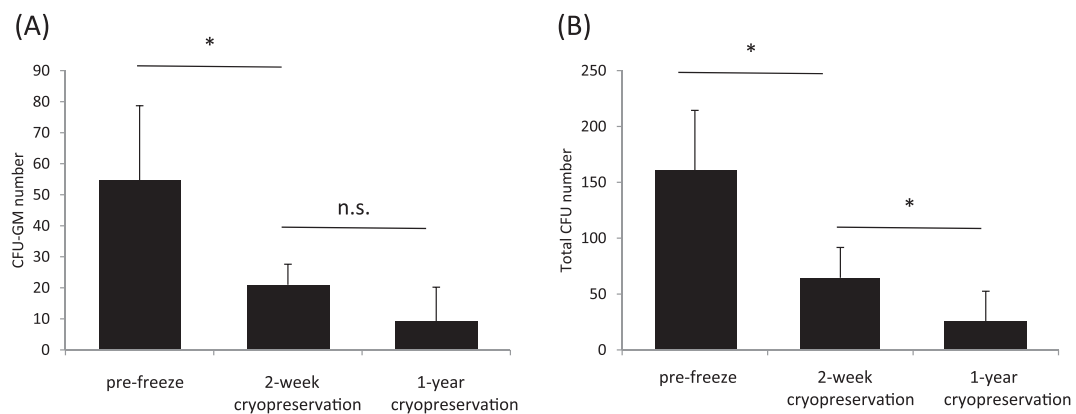 (A)
*
90
80
70
60
50
40
30
20
10
0
CFU-GM number
n.s.
pre-freeze
2-week
cryopreservation
1-year
cryopreservation
(B)
*
250
200
150
100
50
0
Total CFU number
*
pre-freeze
2-week
cryopreservation
1-year
cryopreservation